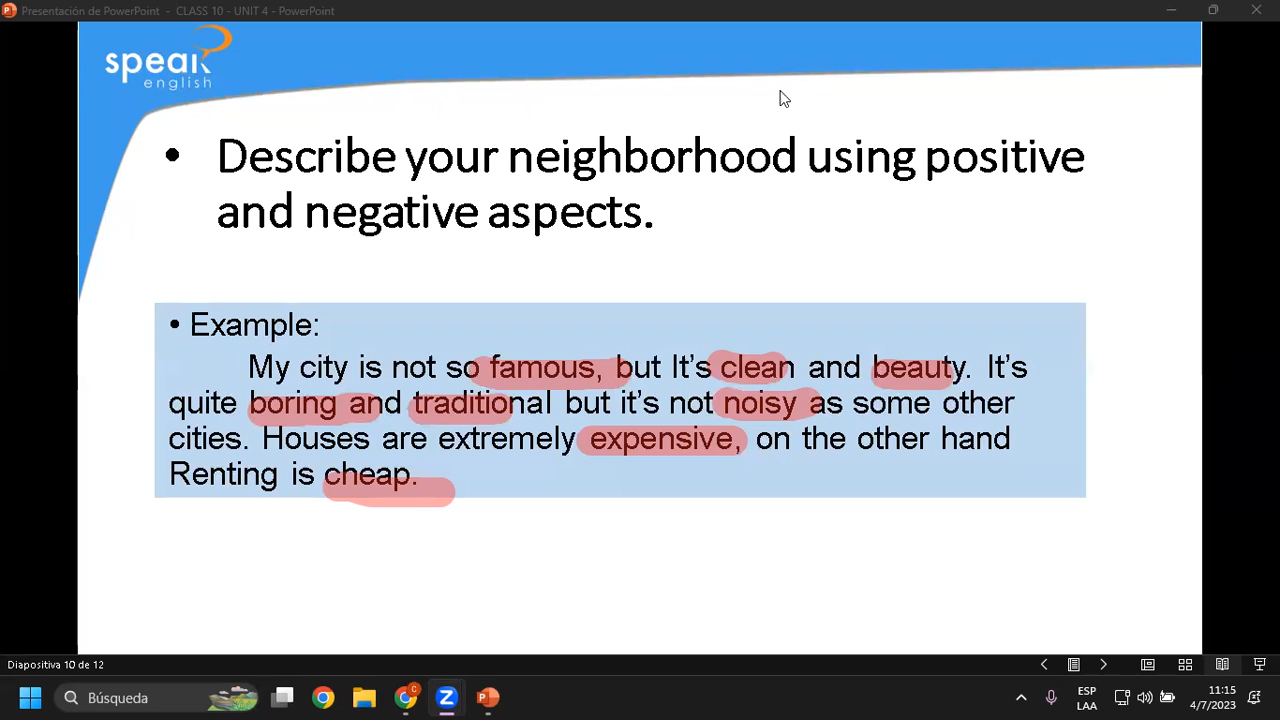 Presentación de PowerPoint - CLASS 10 - UNIT 4 - PowerPoint
speak
english
• Describe your neighborhood using positive
and negative aspects.
• Example:
My city is not so famous, but It's clean and beauty. It's
quite boring and traditional but it's not noisy as some other
cities. Houses are extremely expensive, on the other hand
Renting is cheap.
Diapositiva 10 de 12
Búsqueda
ESP
LAA
11:15
4/7/2023